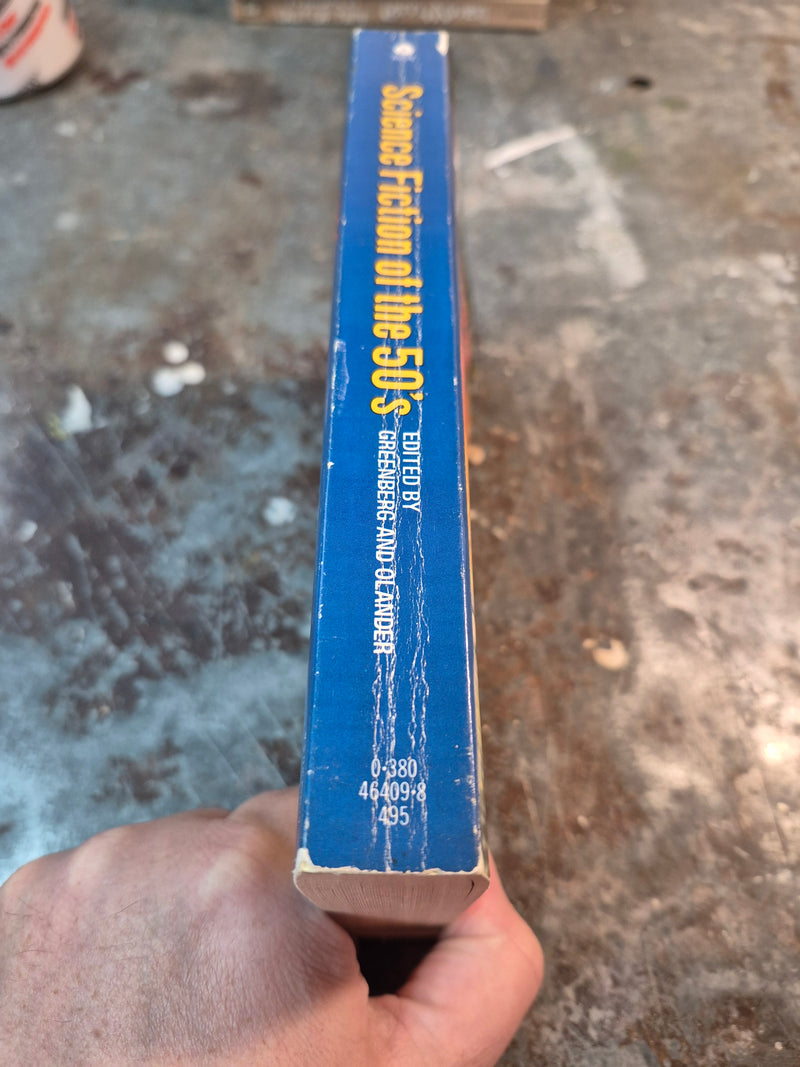 Science Fiction of the 50's
EDITED BY
GREENBERG AND OLANDER
0-380
46409-8
495